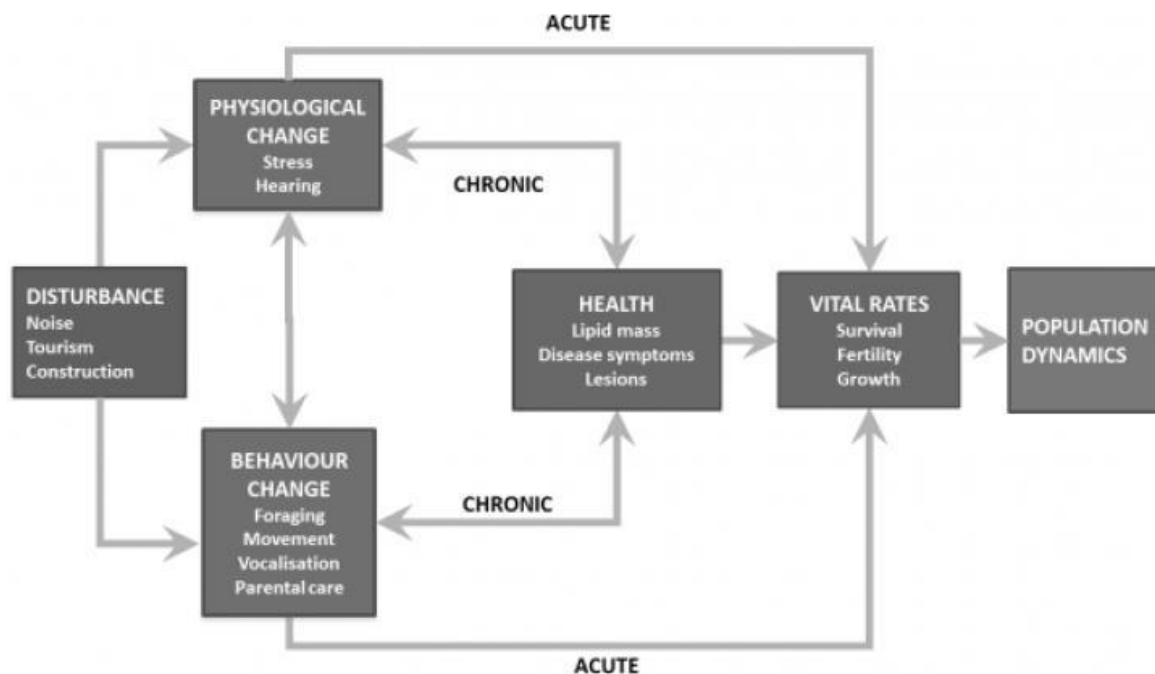 ACUTE
PHYSIOLOGICAL
CHANGE
Stress
Hearing
CHRONIC
DISTURBANCE
Noise
Tourism
Construction
HEALTH
Lipid mass
Disease symptoms
Lesions
VITAL RATES
Survival
Fertility
Growth
POPULATION
DYNAMICS
BEHAVIOUR
CHANGE
Foraging
Movement
Vocalisation
Parental care
CHRONIC
ACUTE